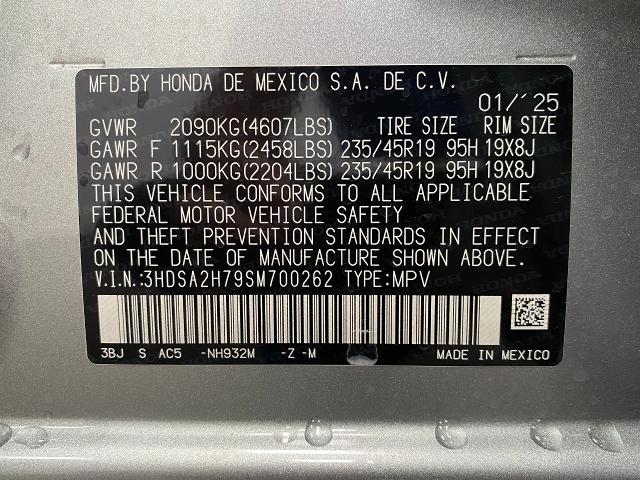 MFD.BY HONDA DE MEXICO S.A. DE C.V.
01/'25
GVWR 2090KG(4607LBS) TIRE SIZE RIM SIZE
GAWR F 1115KG(2458LBS) 235/45R19 95H 19X8J
GAWR R 1000KG(2204LBS) 235/45R19 95H 19X8J
THIS VEHICLE CONFORMS TO ALL APPLICABLE
FEDERAL MOTOR VEHICLE SAFETY
AND THEFT PREVENTION STANDARDS IN EFFECT
ON THE DATE OF MANUFACTURE SHOWN ABOVE.
V.I.N.:3HDSA2H79SM700262 TYPE:MPV
3BJ S AC5 -NH932M -Z -M MADE IN MEXICO